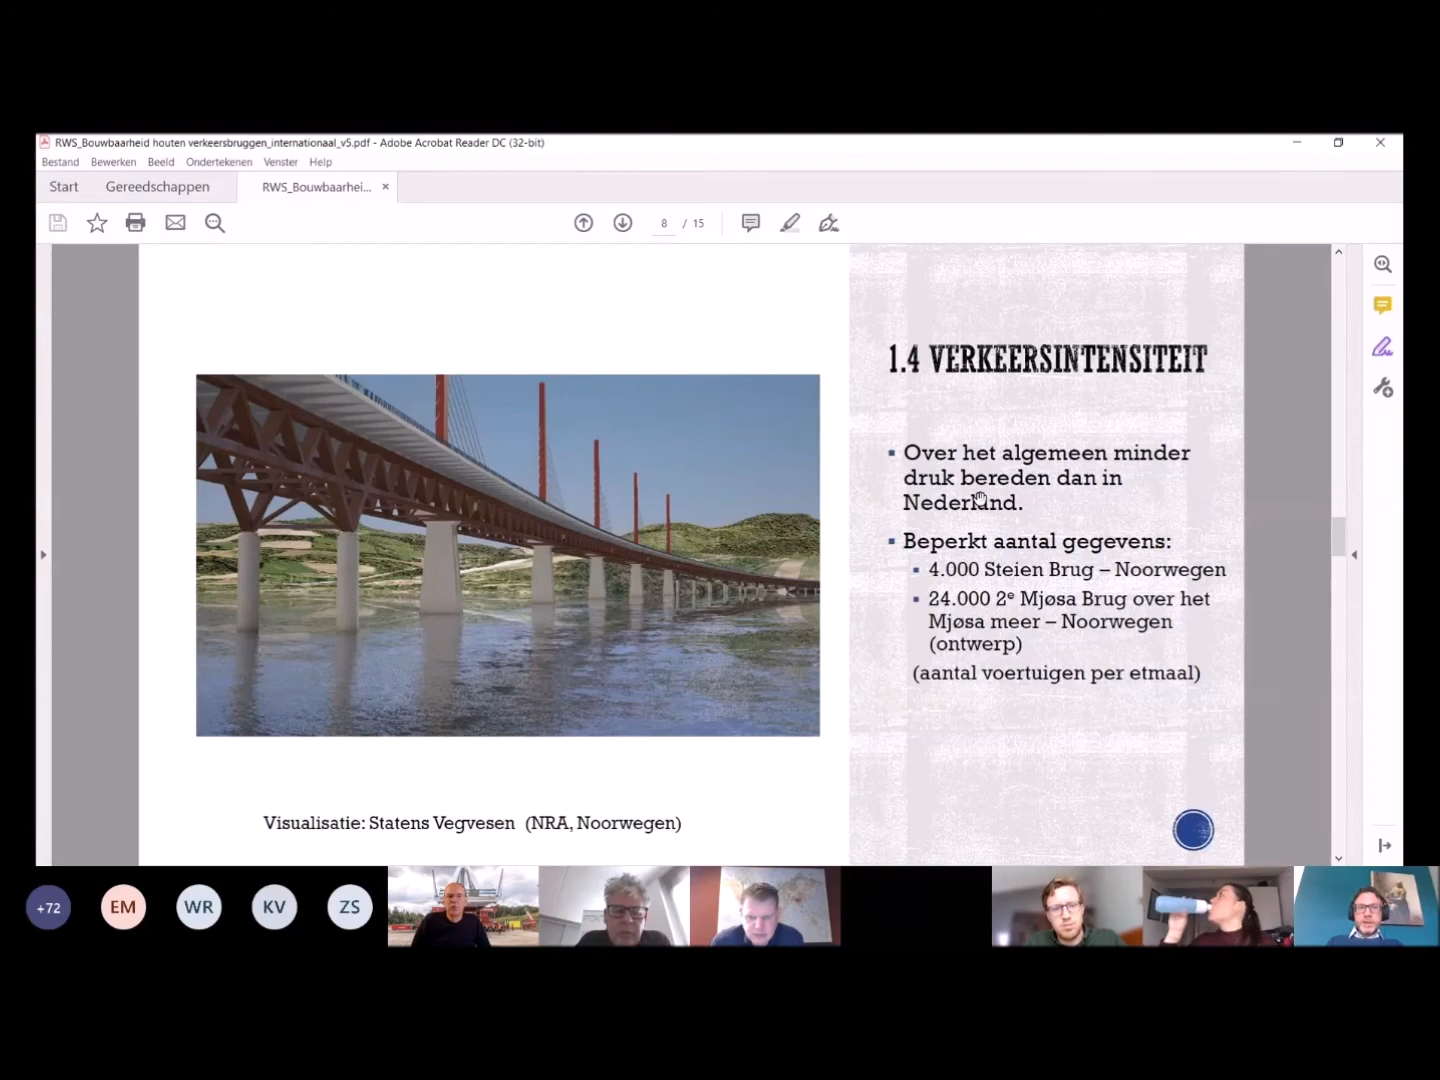 RWS_Bouwbaarheid houten verkeersbruggen_internationaal_v5.pdf - Adobe Acrobat Reader DC (32-bit)
Bestand Bewerken Beeld Ondertekenen Venster Help
Start Gereedschappen RWS_Bouwbaarhei... ×
8 / 15
1.4 VERKEERSINTENSITEIT
Over het algemeen minder
druk bereden dan in
Nederland.
Beperkt aantal gegevens:
4.000 Steien Brug – Noorwegen
24.000 2e Mjøsa Brug over het
Mjøsa meer – Noorwegen
(ontwerp)
(aantal voertuigen per etmaal)
Visualisatie: Statens Vegvesen (NRA, Noorwegen)
+72 EM WR KV ZS